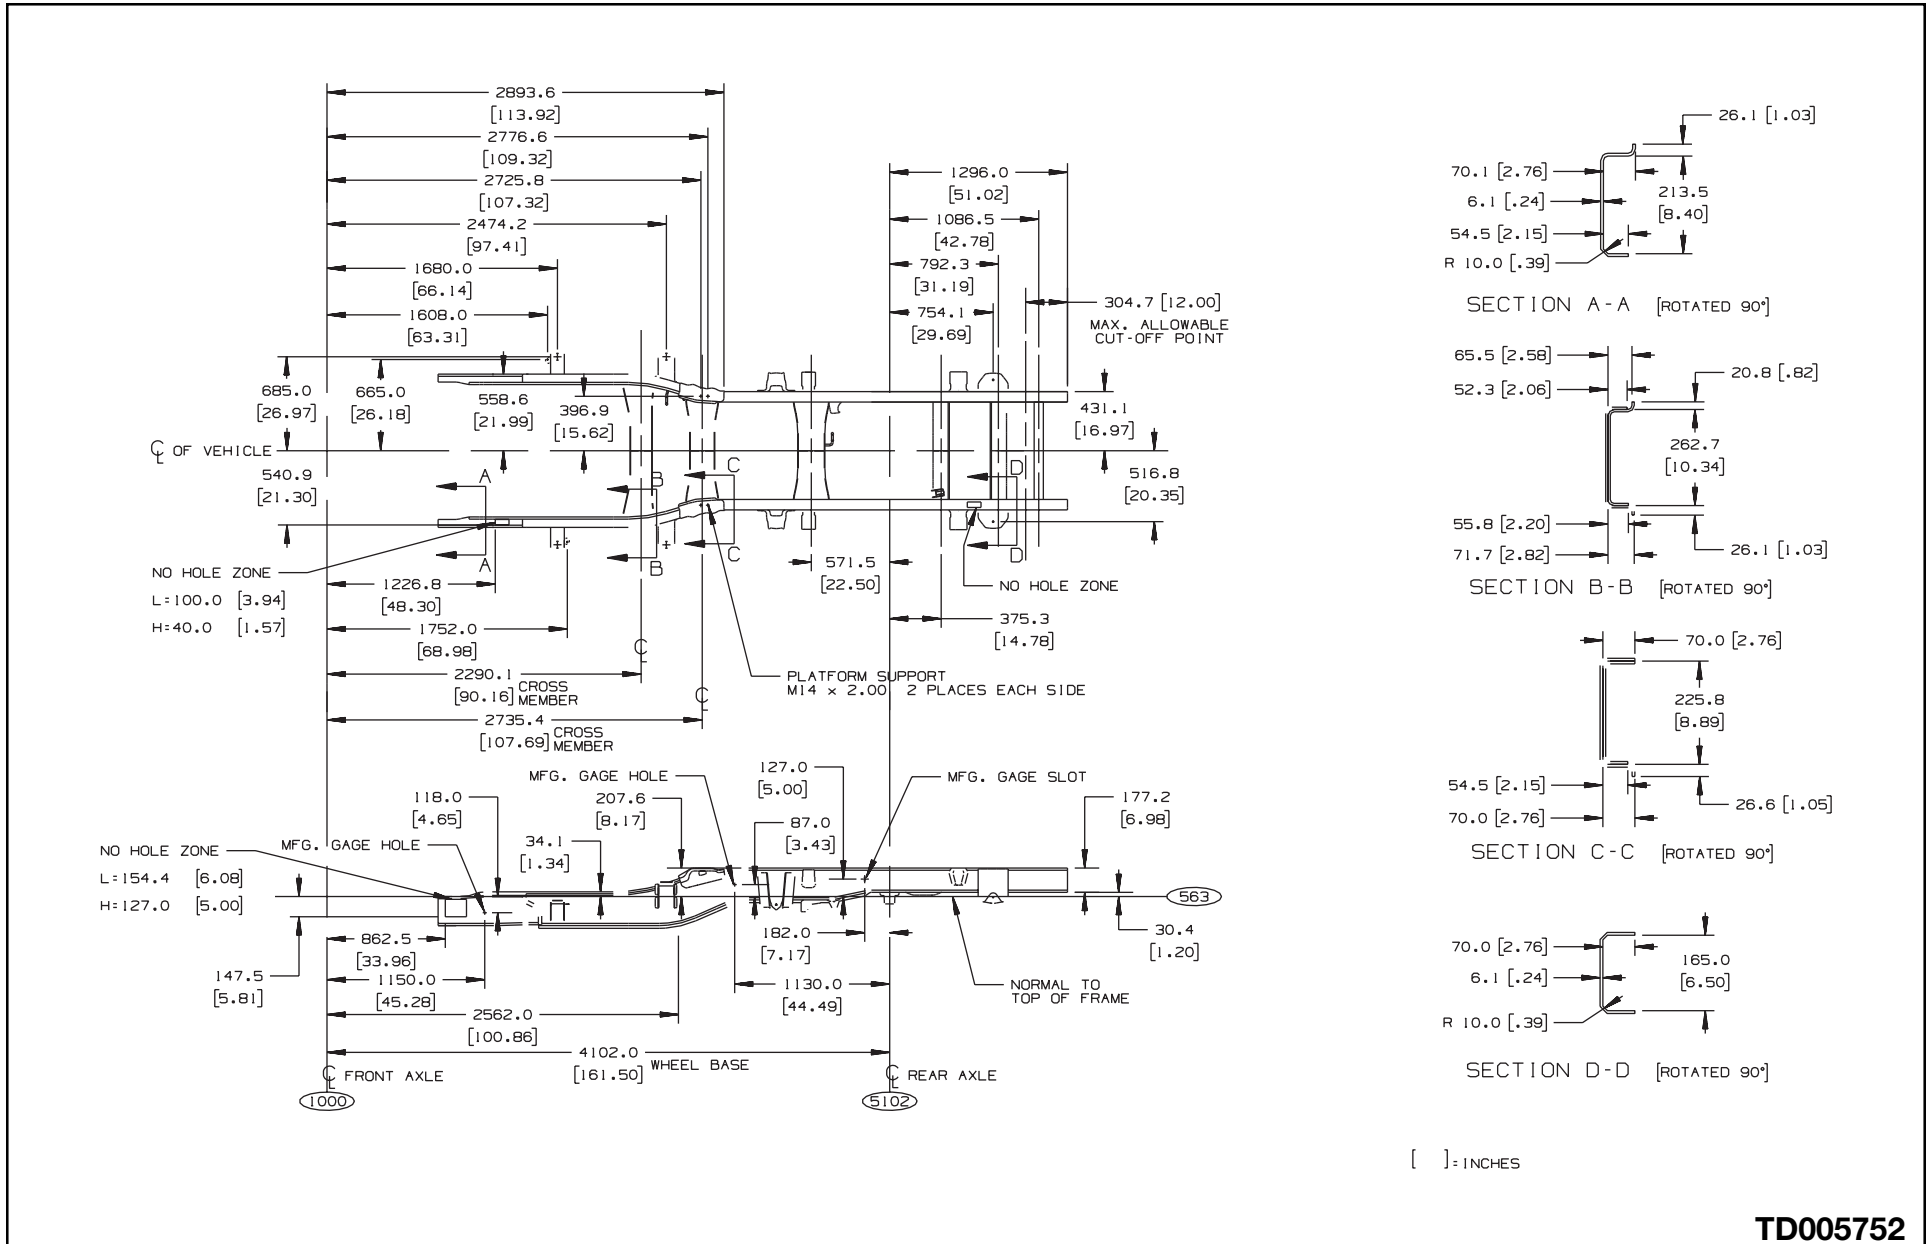 2893.6
[113.92]
2776.6
[109.32]
2725.8
[107.32]
2474.2
[97.41]
1680.0
[66.14]
1608.0
[63.31]
1296.0
[51.02]
1086.5
[42.78]
792.3
[31.19]
754.1
[29.69]
304.7 [12.00]
MAX. ALLOWABLE
CUT-OFF POINT
685.0
[26.97]
665.0
[26.18]
558.6
[21.99]
396.9
[15.62]
431.1
[16.97]
℄ OF VEHICLE
540.9
[21.30]
516.8
[20.35]
A
A
B
B
C
C
D
D
NO HOLE ZONE
L=100.0 [3.94]
H=40.0 [1.57]
1226.8
[48.30]
1752.0
[68.98]
571.5
[22.50]
NO HOLE ZONE
375.3
[14.78]
℄
2290.1
[90.16] CROSS
MEMBER
℄
2735.4
[107.69] CROSS
MEMBER
PLATFORM SUPPORT
M14 x 2.00 2 PLACES EACH SIDE
MFG. GAGE HOLE
127.0
[5.00]
MFG. GAGE SLOT
118.0
[4.65]
207.6
[8.17]
87.0
[3.43]
177.2
[6.98]
34.1
[1.34]
NO HOLE ZONE
L=154.4 [6.08]
H=127.0 [5.00]
MFG. GAGE HOLE
563
30.4
[1.20]
862.5
[33.96]
182.0
[7.17]
147.5
[5.81]
1150.0
[45.28]
1130.0
[44.49]
NORMAL TO
TOP OF FRAME
2562.0
[100.86]
4102.0
[161.50] WHEEL BASE
℄ FRONT AXLE
℄ REAR AXLE
1000
5102
26.1 [1.03]
70.1 [2.76]
213.5
[8.40]
6.1 [.24]
54.5 [2.15]
R 10.0 [.39]
SECTION A-A [ROTATED 90°]
65.5 [2.58]
20.8 [.82]
52.3 [2.06]
262.7
[10.34]
55.8 [2.20]
71.7 [2.82]
26.1 [1.03]
SECTION B-B [ROTATED 90°]
70.0 [2.76]
225.8
[8.89]
54.5 [2.15]
26.6 [1.05]
70.0 [2.76]
SECTION C-C [ROTATED 90°]
70.0 [2.76]
165.0
[6.50]
6.1 [.24]
R 10.0 [.39]
SECTION D-D [ROTATED 90°]
[ ]=INCHES
TD005752